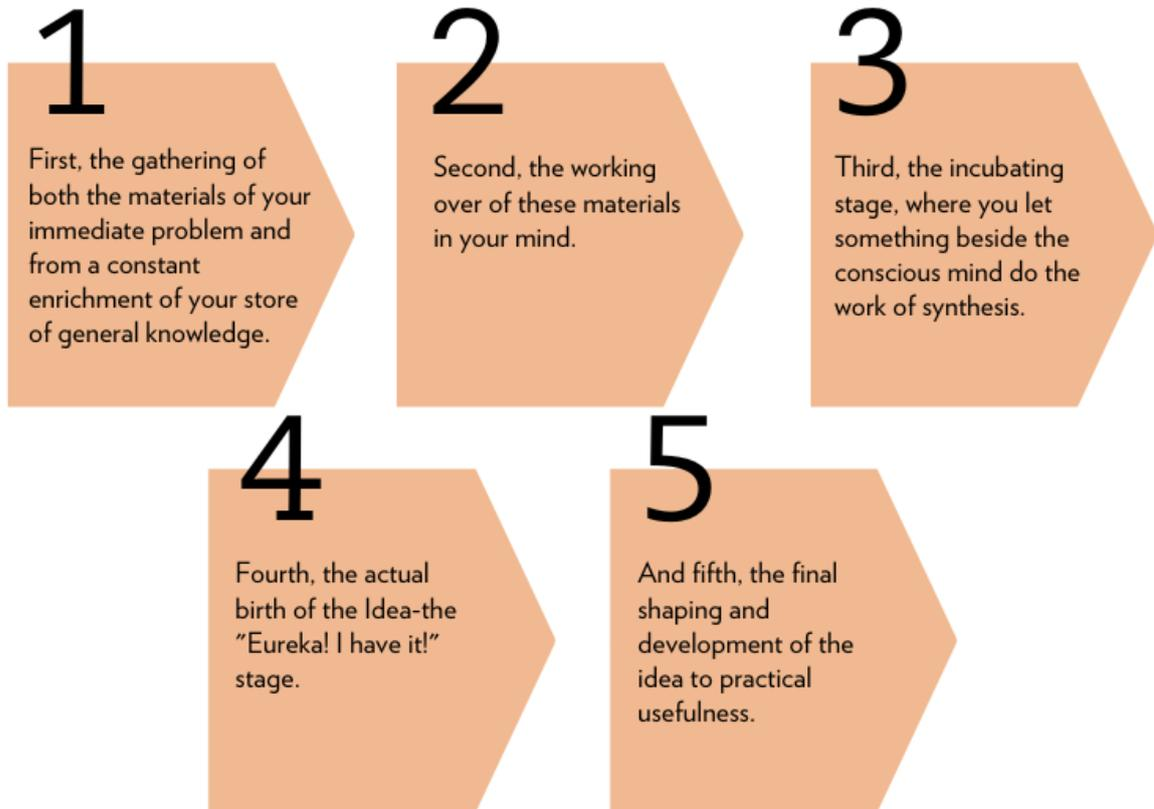 1
First, the gathering of
both the materials of your
immediate problem and
from a constant
enrichment of your store
of general knowledge.
2
Second, the working
over of these materials
in your mind.
3
Third, the incubating
stage, where you let
something beside the
conscious mind do the
work of synthesis.
4
Fourth, the actual
birth of the Idea-the
"Eureka! I have it!"
stage.
5
And fifth, the final
shaping and
development of the
idea to practical
usefulness.